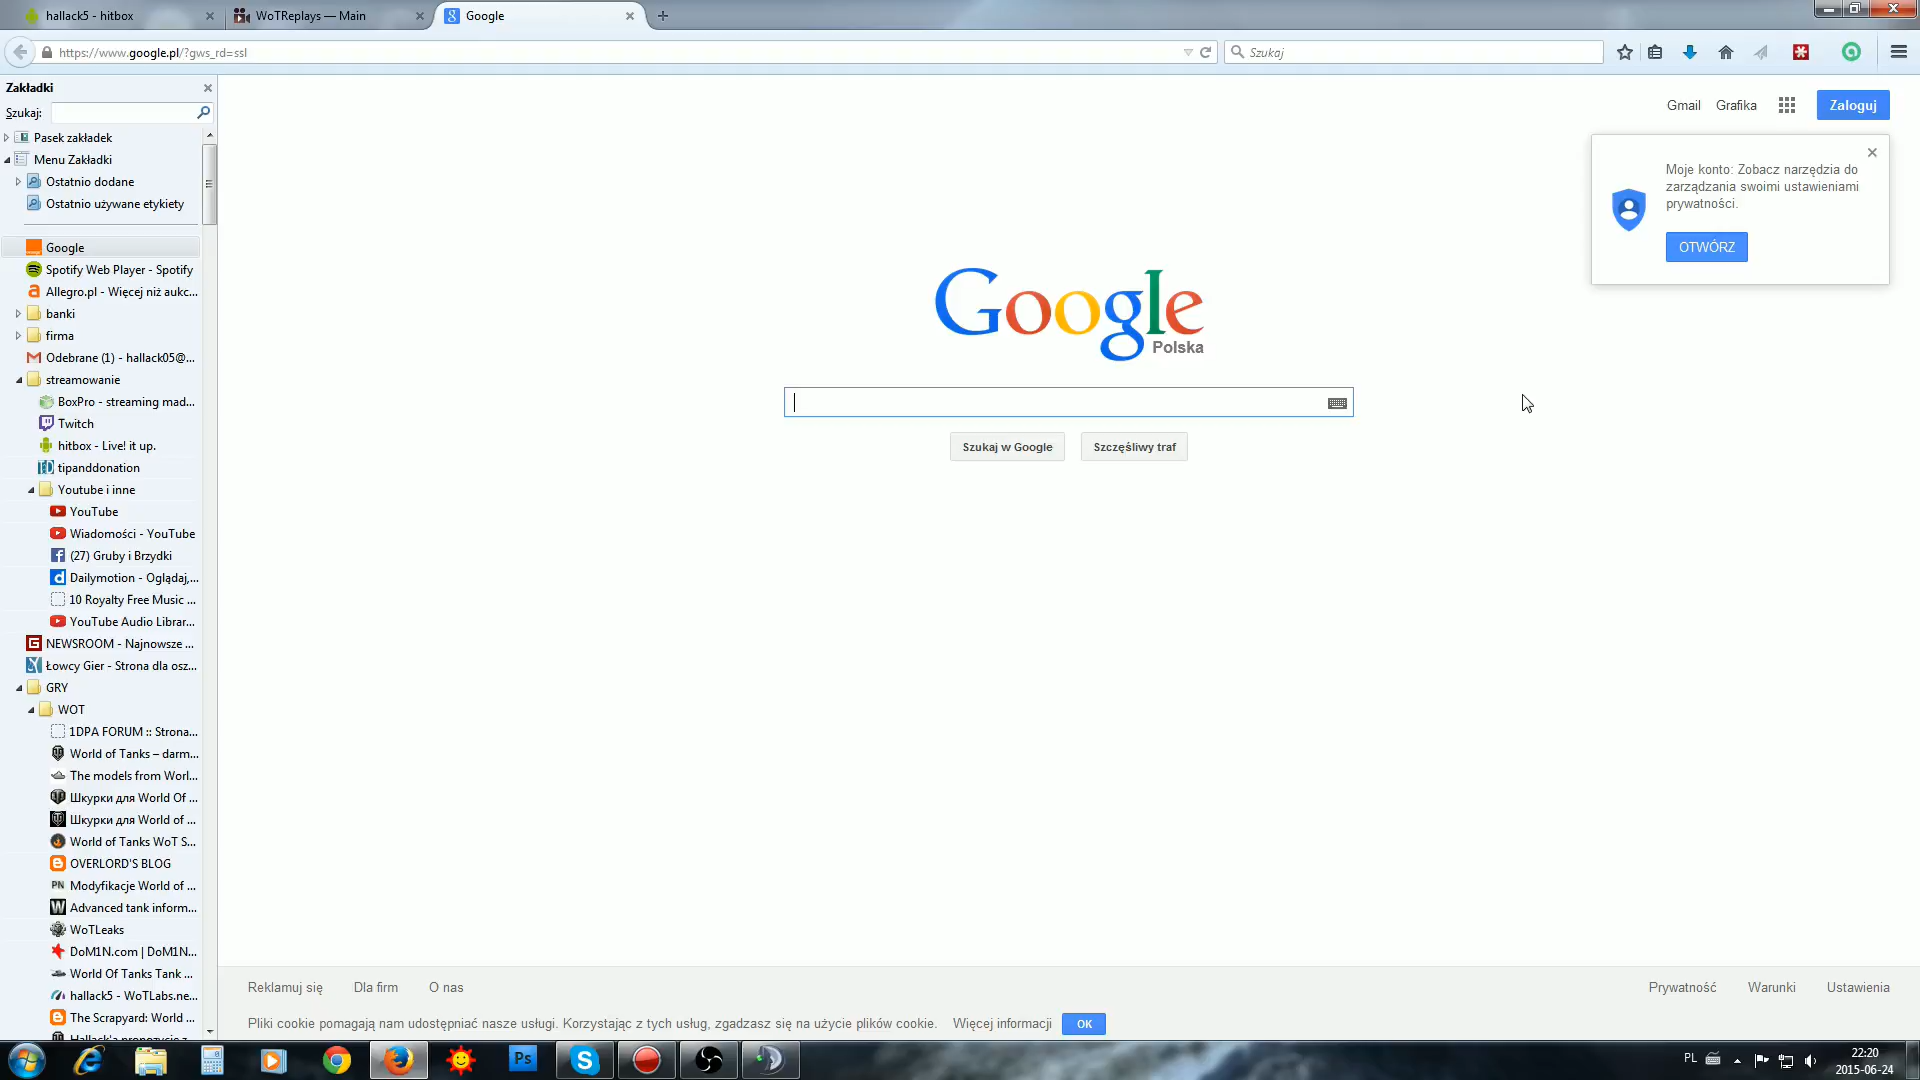 hallack5 - hitbox
WoTReplays — Main
Google
https://www.google.pl/?gws_rd=ssl
Szukaj
Zakładki
Szukaj:
Pasek zakładek
Menu Zakładki
Ostatnio dodane
Ostatnio używane etykiety
Google
Spotify Web Player - Spotify
Allegro.pl - Więcej niż aukc...
banki
firma
Odebrane (1) - hallack05@...
streamowanie
BoxPro - streaming mad...
Twitch
hitbox - Live! it up.
tipanddonation
Youtube i inne
YouTube
Wiadomości - YouTube
(27) Gruby i Brzydki
Dailymotion - Oglądaj,...
10 Royalty Free Music ...
YouTube Audio Librar...
NEWSROOM - Najnowsze ...
Łowcy Gier - Strona dla osz...
GRY
WOT
1DPA FORUM :: Strona...
World of Tanks – darm...
The models from Worl...
Шкурки для World Of ...
Шкурки для World of ...
World of Tanks WoT S...
OVERLORD'S BLOG
Modyfikacje World of ...
Advanced tank inform...
WoTLeaks
DoM1N.com | DoM1N...
World Of Tanks Tank ...
hallack5 - WoTLabs.ne...
The Scrapyard: World ...
Gmail
Grafika
Zaloguj
Moje konto: Zobacz narzędzia do
zarządzania swoimi ustawieniami
prywatności.
OTWÓRZ
Google
Polska
Szukaj w Google
Szczęśliwy traf
Reklamuj się
Dla firm
O nas
Prywatność
Warunki
Ustawienia
Pliki cookie pomagają nam udostępniać nasze usługi. Korzystając z tych usług, zgadzasz się na użycie plików cookie.
Więcej informacji
OK
Ps
PL
22:20
2015-06-24